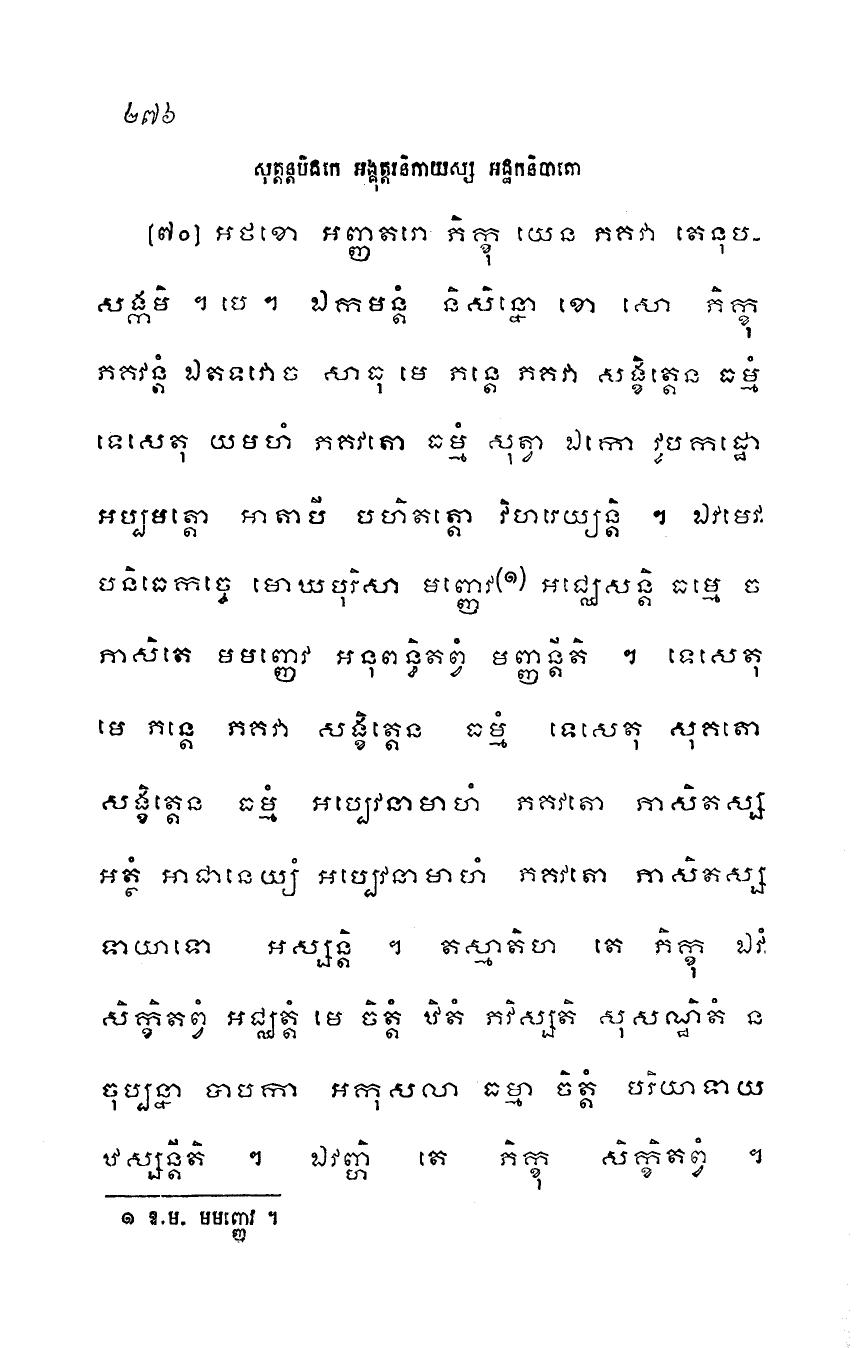 ២៧៦
សុត្តន្តបិដកេ អង្គុត្តរនិកាយស្ស អដ្ឋកនិបាតោ
[៧០] អថខោ អញ្ញតរោ ភិក្ខុ យេន ភគវា តេនុប-
សង្កមិ ។ បេ ។ ឯកមន្តំ និសិន្នោ ខោ សោ ភិក្ខុ
ភគវន្តំ ឯតទវោច សាធុ មេ ភន្តេ ភគវា សង្ខិត្តេន ធម្មំ
ទេសេតុ យមហំ ភគវតោ ធម្មំ សុត្វា ឯកោ វូបកដ្ឋោ
អប្បមត្តោ អាតាបី បហិតត្តោ វិហរេយ្យន្តិ ។ ឯវមេវ
បនិធេកច្ចេ មោឃបុរិសា មញ្ញេវ(១) អជ្ឈេសន្តិ ធម្មេ ច
ភាសិតេ មមញ្ញេវ អនុពន្ធិតព្វំ មញ្ញន្តីតិ ។ ទេសេតុ
មេ ភន្តេ ភគវា សង្ខិត្តេន ធម្មំ ទេសេតុ សុគតោ
សង្ខិត្តេន ធម្មំ អប្បេវនាមាហំ ភគវតោ ភាសិតស្ស
អត្ថំ អាជានេយ្យំ អប្បេវនាមាហំ ភគវតោ ភាសិតស្ស
ទាយាទោ អស្សន្តិ ។ តស្មាតិហ តេ ភិក្ខុ ឯវំ
សិក្ខិតព្វំ អជ្ឈត្តំ មេ ចិត្តំ ឋិតំ ភវិស្សតិ សុសណ្ឋិតំ ន
ចុប្បន្នា បាបកា អកុសលា ធម្មា ចិត្តំ បរិយាទាយ
ឋស្សន្តីតិ ។ ឯវញ្ហិ តេ ភិក្ខុ សិក្ខិតព្វំ ។
១ ឱ.ម. មមញ្ញេវ ។